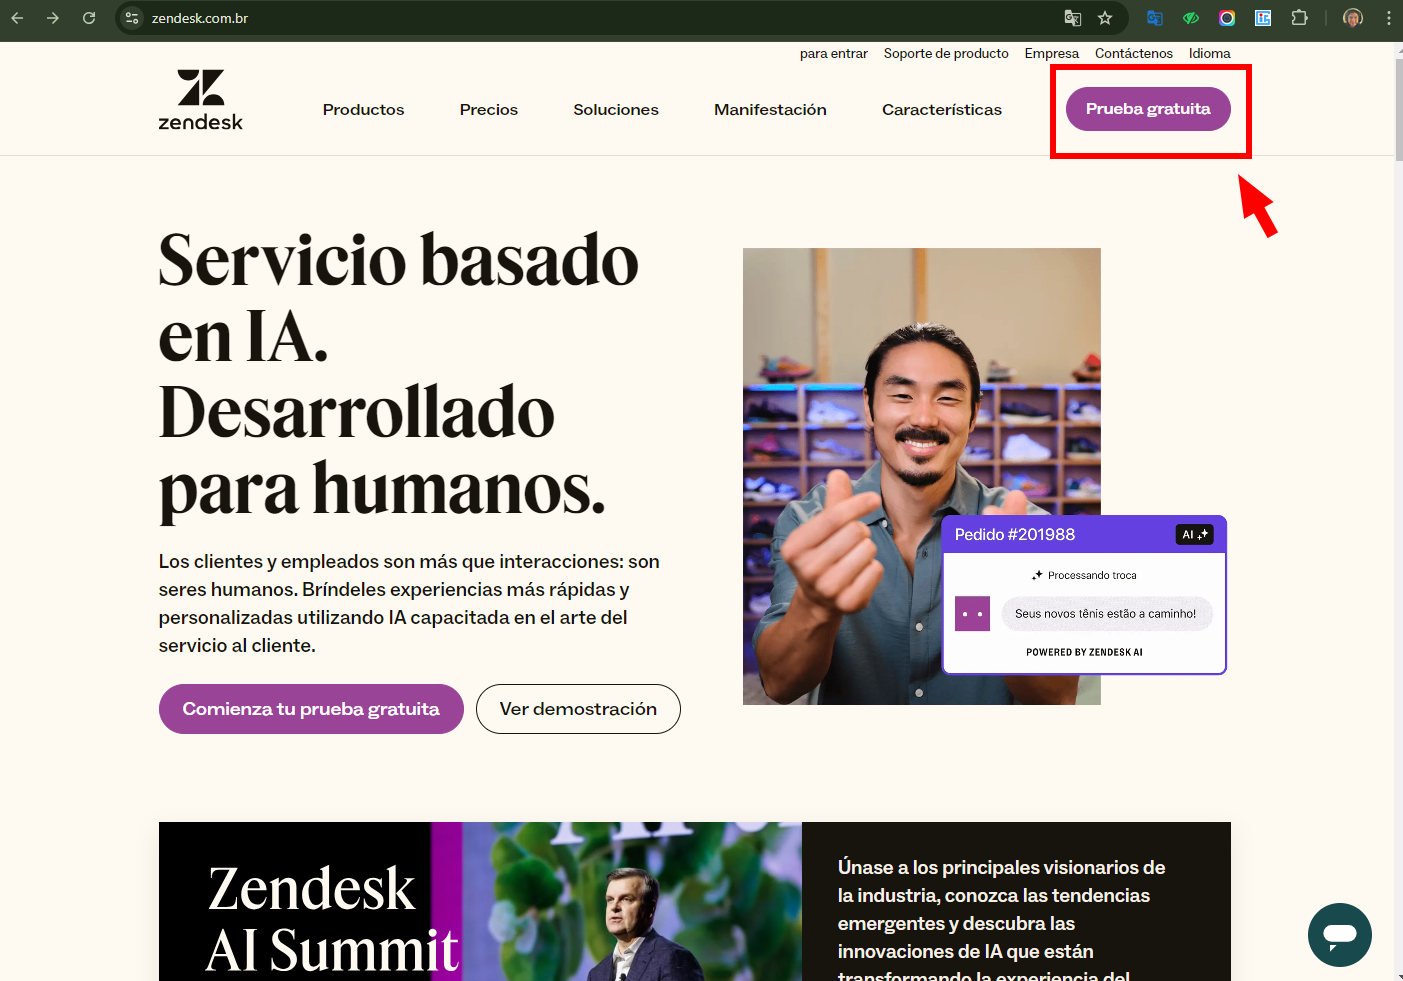 zendesk.com.br
para entrar Soporte de producto Empresa Contáctenos Idioma
zendesk
Productos Precios Soluciones Manifestación Características Prueba gratuita
Servicio basado
en IA.
Desarrollado
para humanos.
Los clientes y empleados son más que interacciones: son
seres humanos. Bríndeles experiencias más rápidas y
personalizadas utilizando IA capacitada en el arte del
servicio al cliente.
Comienza tu prueba gratuita Ver demostración
Pedido #201988 AI
Processando troca
Seus novos tênis estão a caminho!
POWERED BY ZENDESK AI
Zendesk
AI Summit
Únase a los principales visionarios de
la industria, conozca las tendencias
emergentes y descubra las
innovaciones de IA que están
transformando la experiencia del